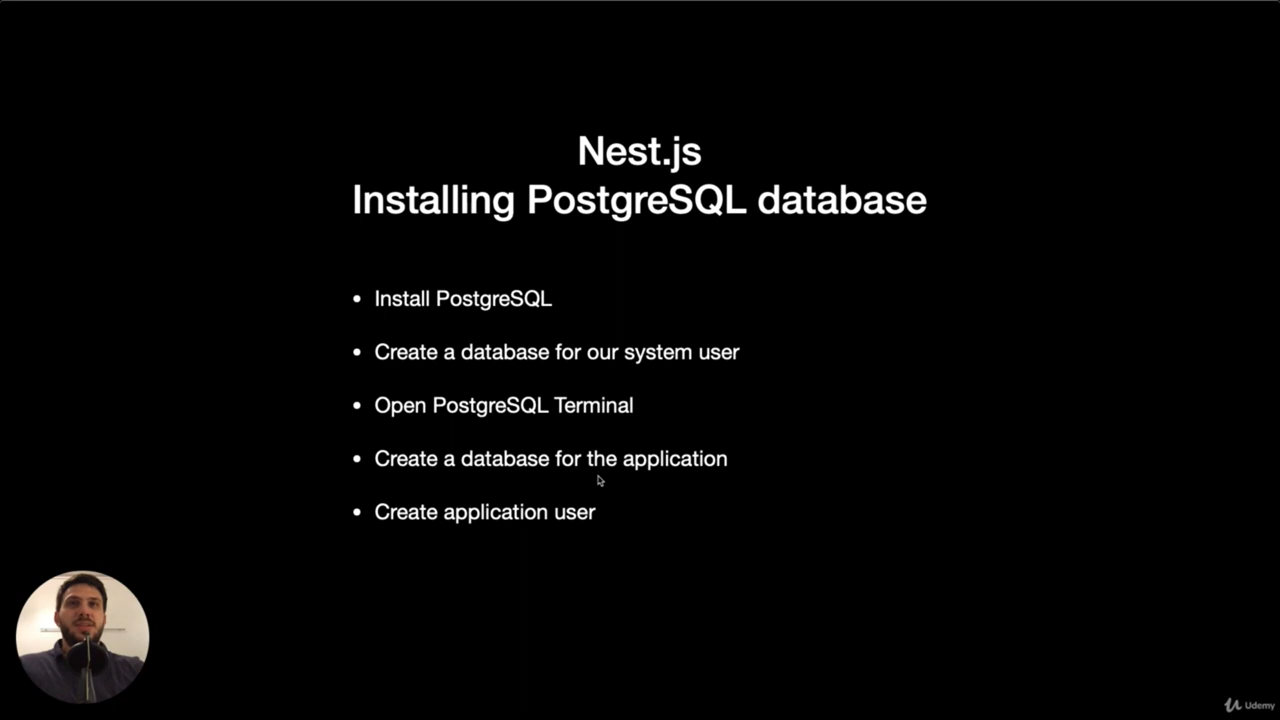 Nest.js
Installing PostgreSQL database
• Install PostgreSQL
• Create a database for our system user
• Open PostgreSQL Terminal
• Create a database for the application
• Create application user
Udemy